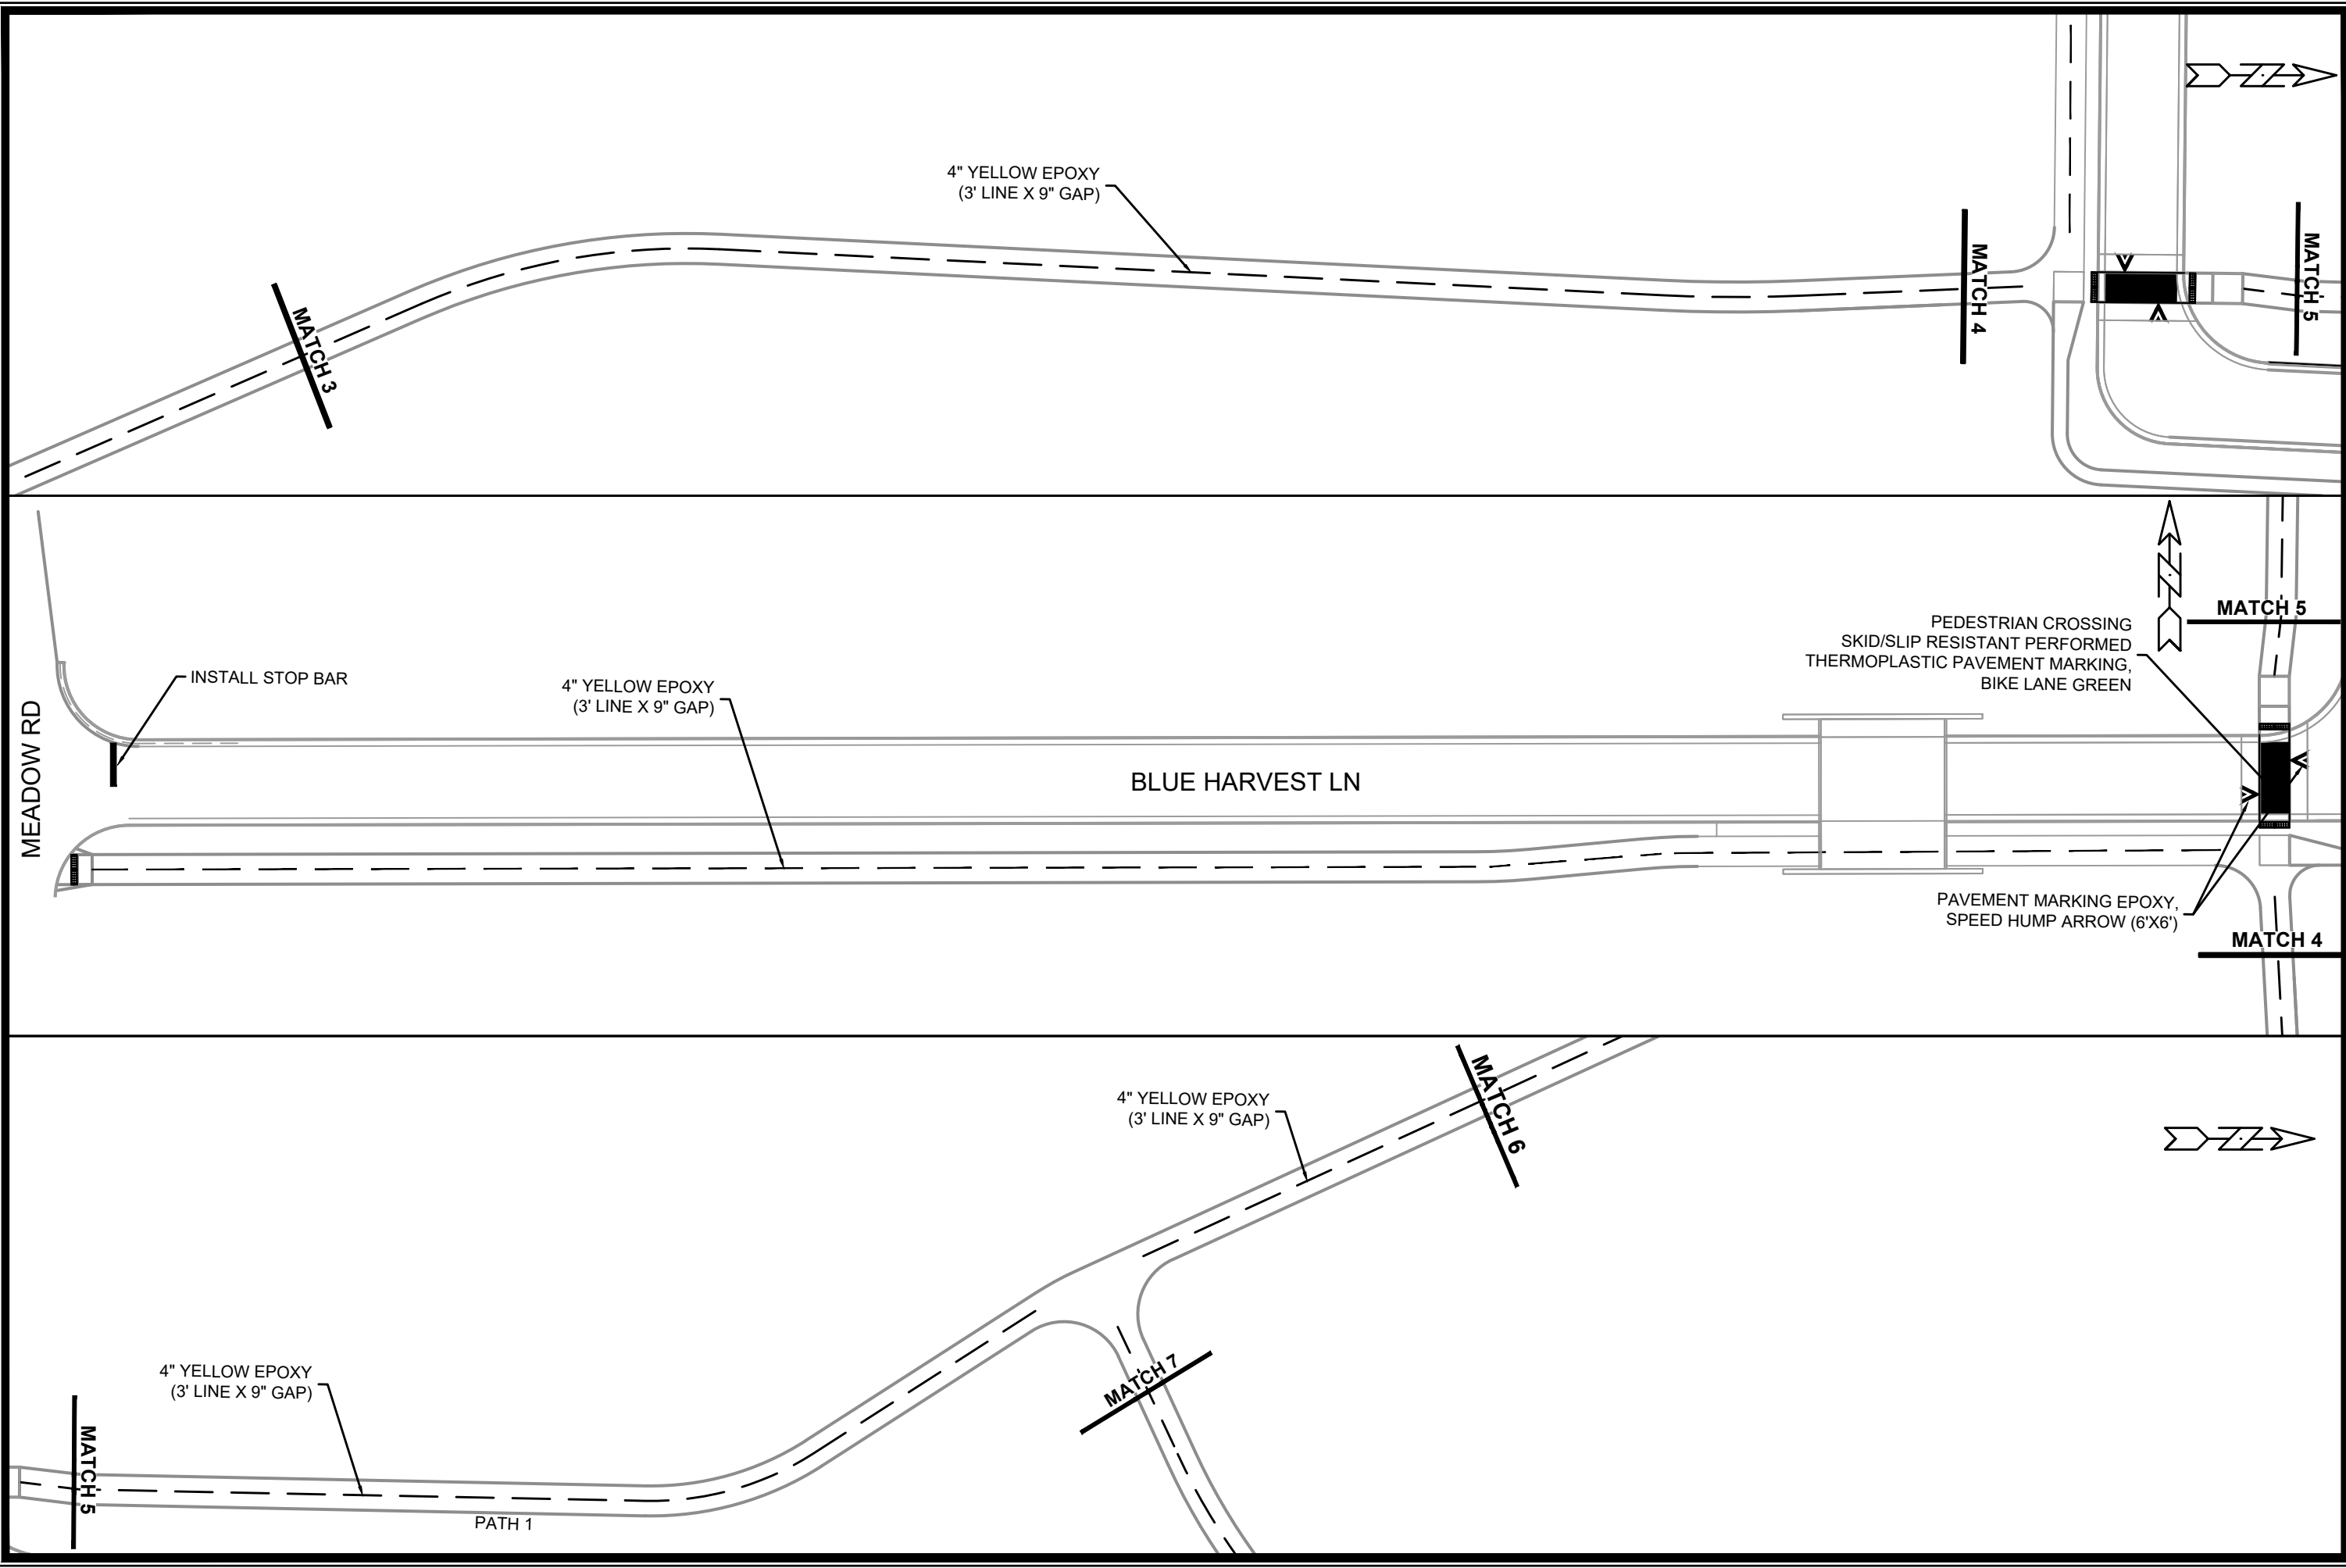 4" YELLOW EPOXY
(3' LINE X 9" GAP)
MATCH 3
MATCH 4
MATCH 5
N
MEADOW RD
INSTALL STOP BAR
4" YELLOW EPOXY
(3' LINE X 9" GAP)
BLUE HARVEST LN
PEDESTRIAN CROSSING
SKID/SLIP RESISTANT PERFORMED
THERMOPLASTIC PAVEMENT MARKING,
BIKE LANE GREEN
N
MATCH 5
PAVEMENT MARKING EPOXY,
SPEED HUMP ARROW (6'X6')
MATCH 4
4" YELLOW EPOXY
(3' LINE X 9" GAP)
MATCH 6
N
4" YELLOW EPOXY
(3' LINE X 9" GAP)
MATCH 7
MATCH 5
PATH 1